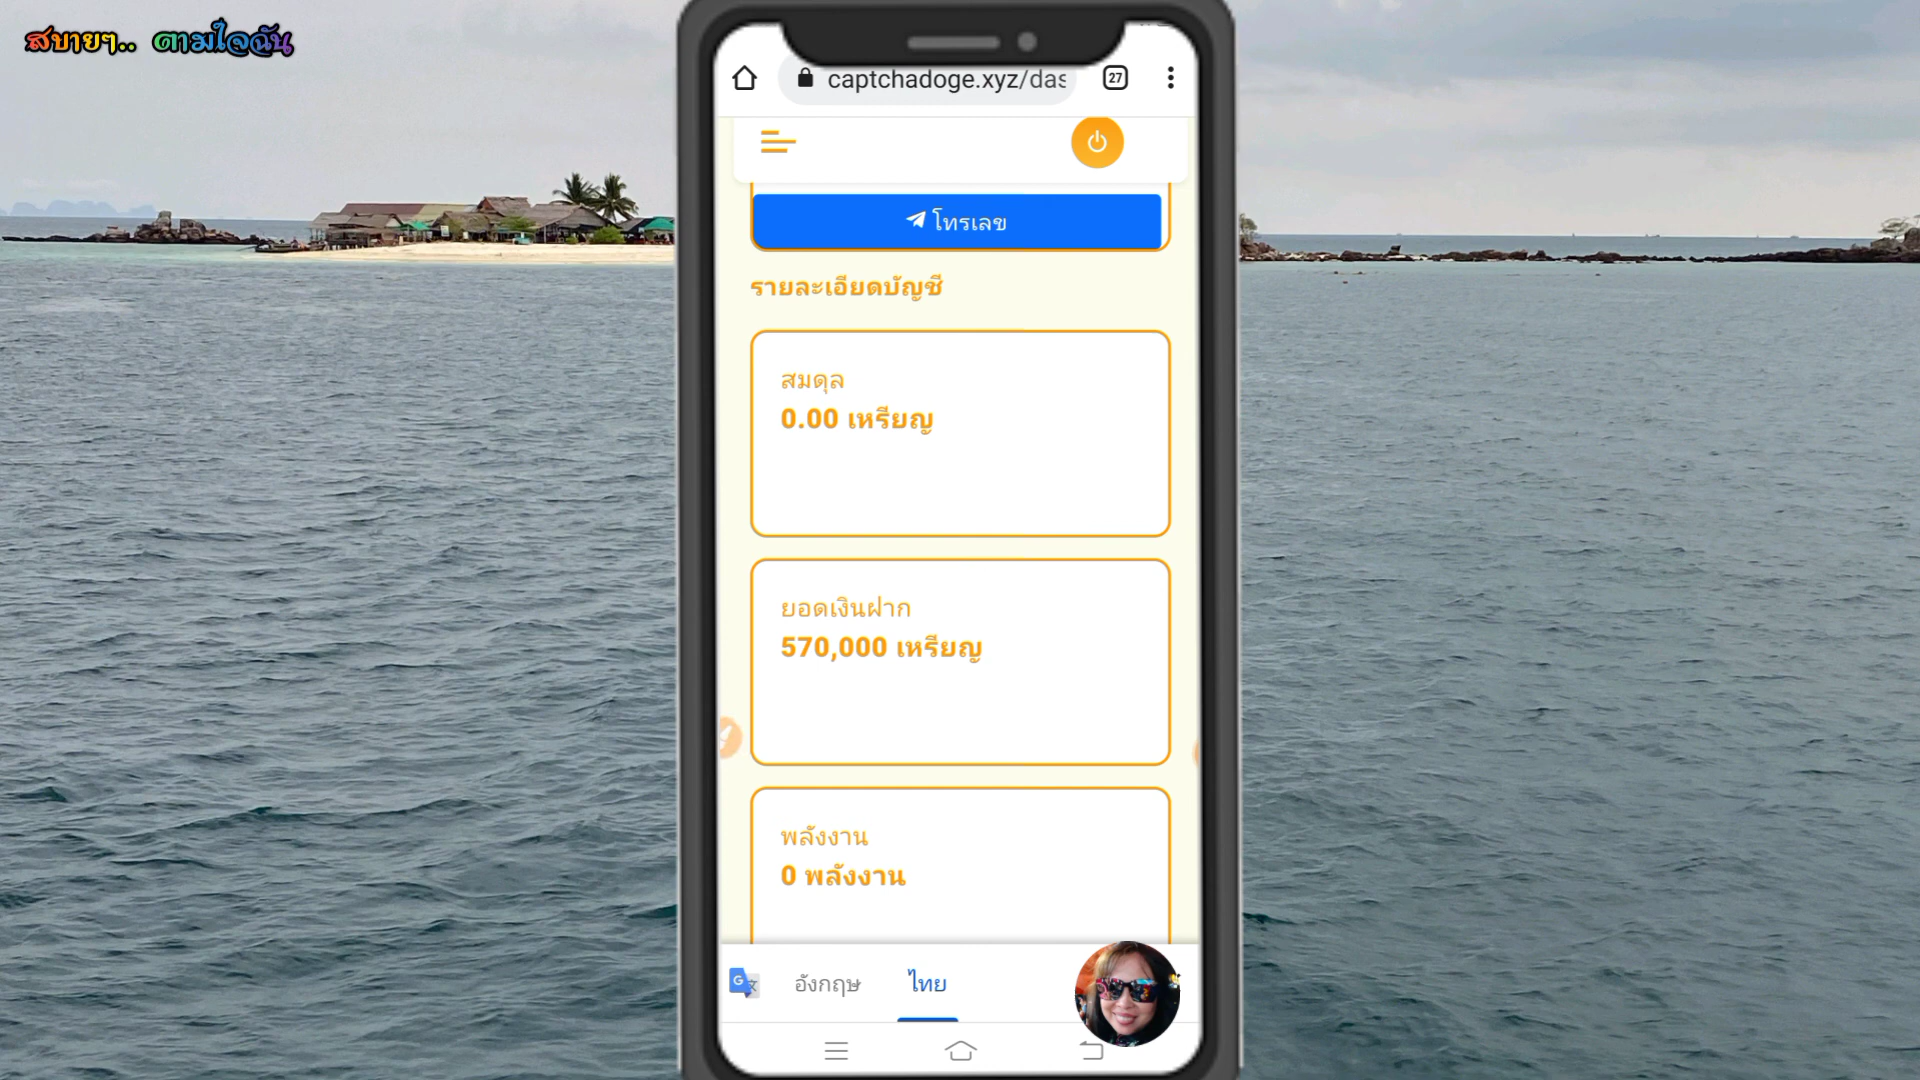 สบายๆ.. ตามใจฉัน
captchadoge.xyz/das
27
โทรเลข
รายละเอียดบัญชี
สมดุล
0.00 เหรียญ
ยอดเงินฝาก
570,000 เหรียญ
พลังงาน
0 พลังงาน
G
อังกฤษ
ไทย